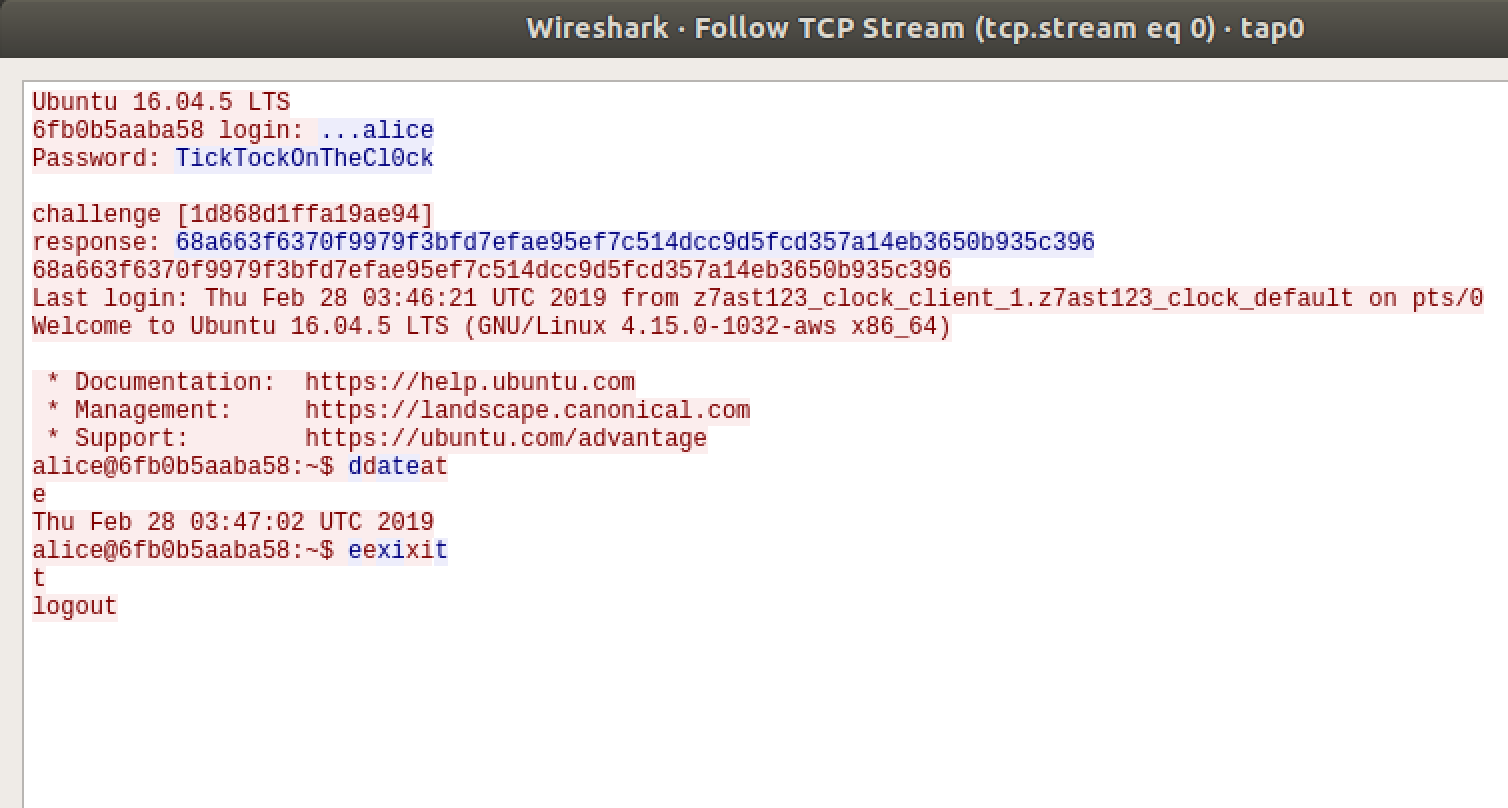 Wireshark · Follow TCP Stream (tcp.stream eq 0) · tap0
Ubuntu 16.04.5 LTS
6fb0b5aaba58 login: ...alice
Password: TickTockOnTheCl0ck
challenge [1d868d1ffa19ae94]
response: 68a663f6370f9979f3bfd7efae95ef7c514dcc9d5fcd357a14eb3650b935c396
68a663f6370f9979f3bfd7efae95ef7c514dcc9d5fcd357a14eb3650b935c396
Last login: Thu Feb 28 03:46:21 UTC 2019 from z7ast123_clock_client_1.z7ast123_clock_default on pts/0
Welcome to Ubuntu 16.04.5 LTS (GNU/Linux 4.15.0-1032-aws x86_64)
 * Documentation:  https://help.ubuntu.com
 * Management:     https://landscape.canonical.com
 * Support:        https://ubuntu.com/advantage
alice@6fb0b5aaba58:~$ ddateat
e
Thu Feb 28 03:47:02 UTC 2019
alice@6fb0b5aaba58:~$ eexixit
t
logout